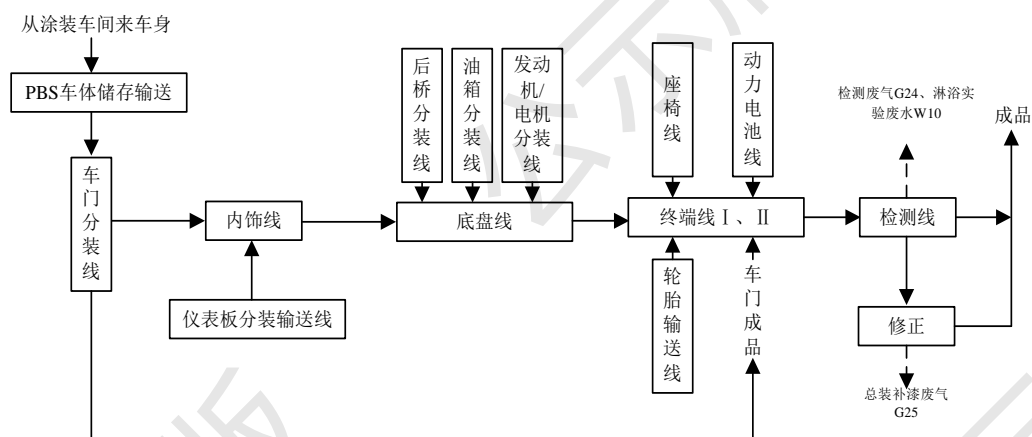 从涂装车间来车身
PBS车体储存输送
车门分装线
内饰线
仪表板分装输送线
后桥分装线
油箱分装线
发动
机/
电机
分装
线
底盘线
座椅线
动力电池线
终端线Ⅰ、Ⅱ
轮胎输送线
车门成品
检测废气G24、淋浴实
验废水W10
成品
检测线
修正
总装补漆废气
G25